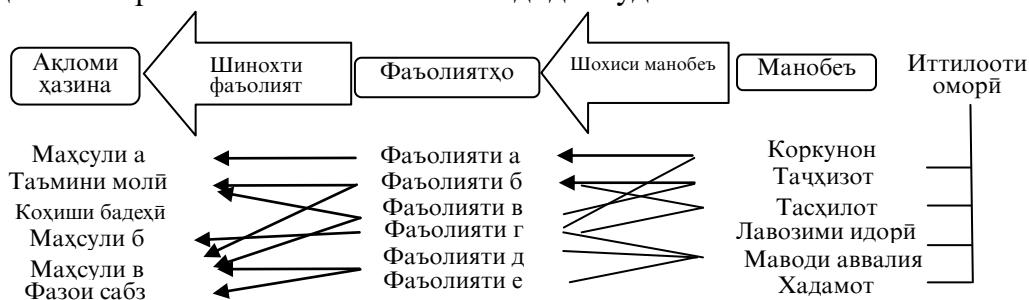 Ақломи
ҳазина
Шинохти
фаъолият
Фаъолиятҳо
Шохиси манобеъ
Манобеъ
Иттилооти
оморӣ
Маҳсули а
Таъмини молӣ
Коҳиши бадеҳӣ
Маҳсули б
Маҳсули в
Фазои сабз
Фаъолияти а
Фаъолияти б
Фаъолияти в
Фаъолияти г
Фаъолияти д
Фаъолияти е
Коркунон
Таҷҳизот
Тасҳилот
Лавозими идорӣ
Маводи аввалия
Хадамот